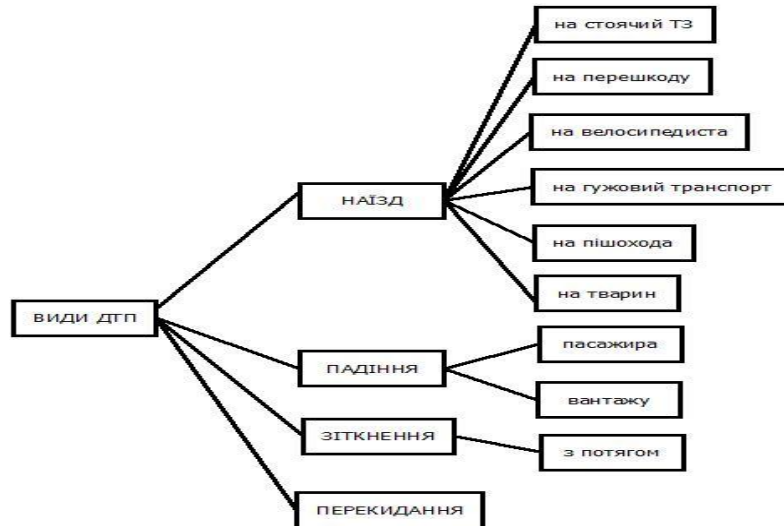 на стоячий ТЗ
на перешкоду
на велосипедиста
на гужовий транспорт
НАЇЗД
на пішохода
на тварин
ВИДИ ДТП
пасажира
ПАДІННЯ
вантажу
ЗІТКНЕННЯ
з потягом
ПЕРЕКИДАННЯ